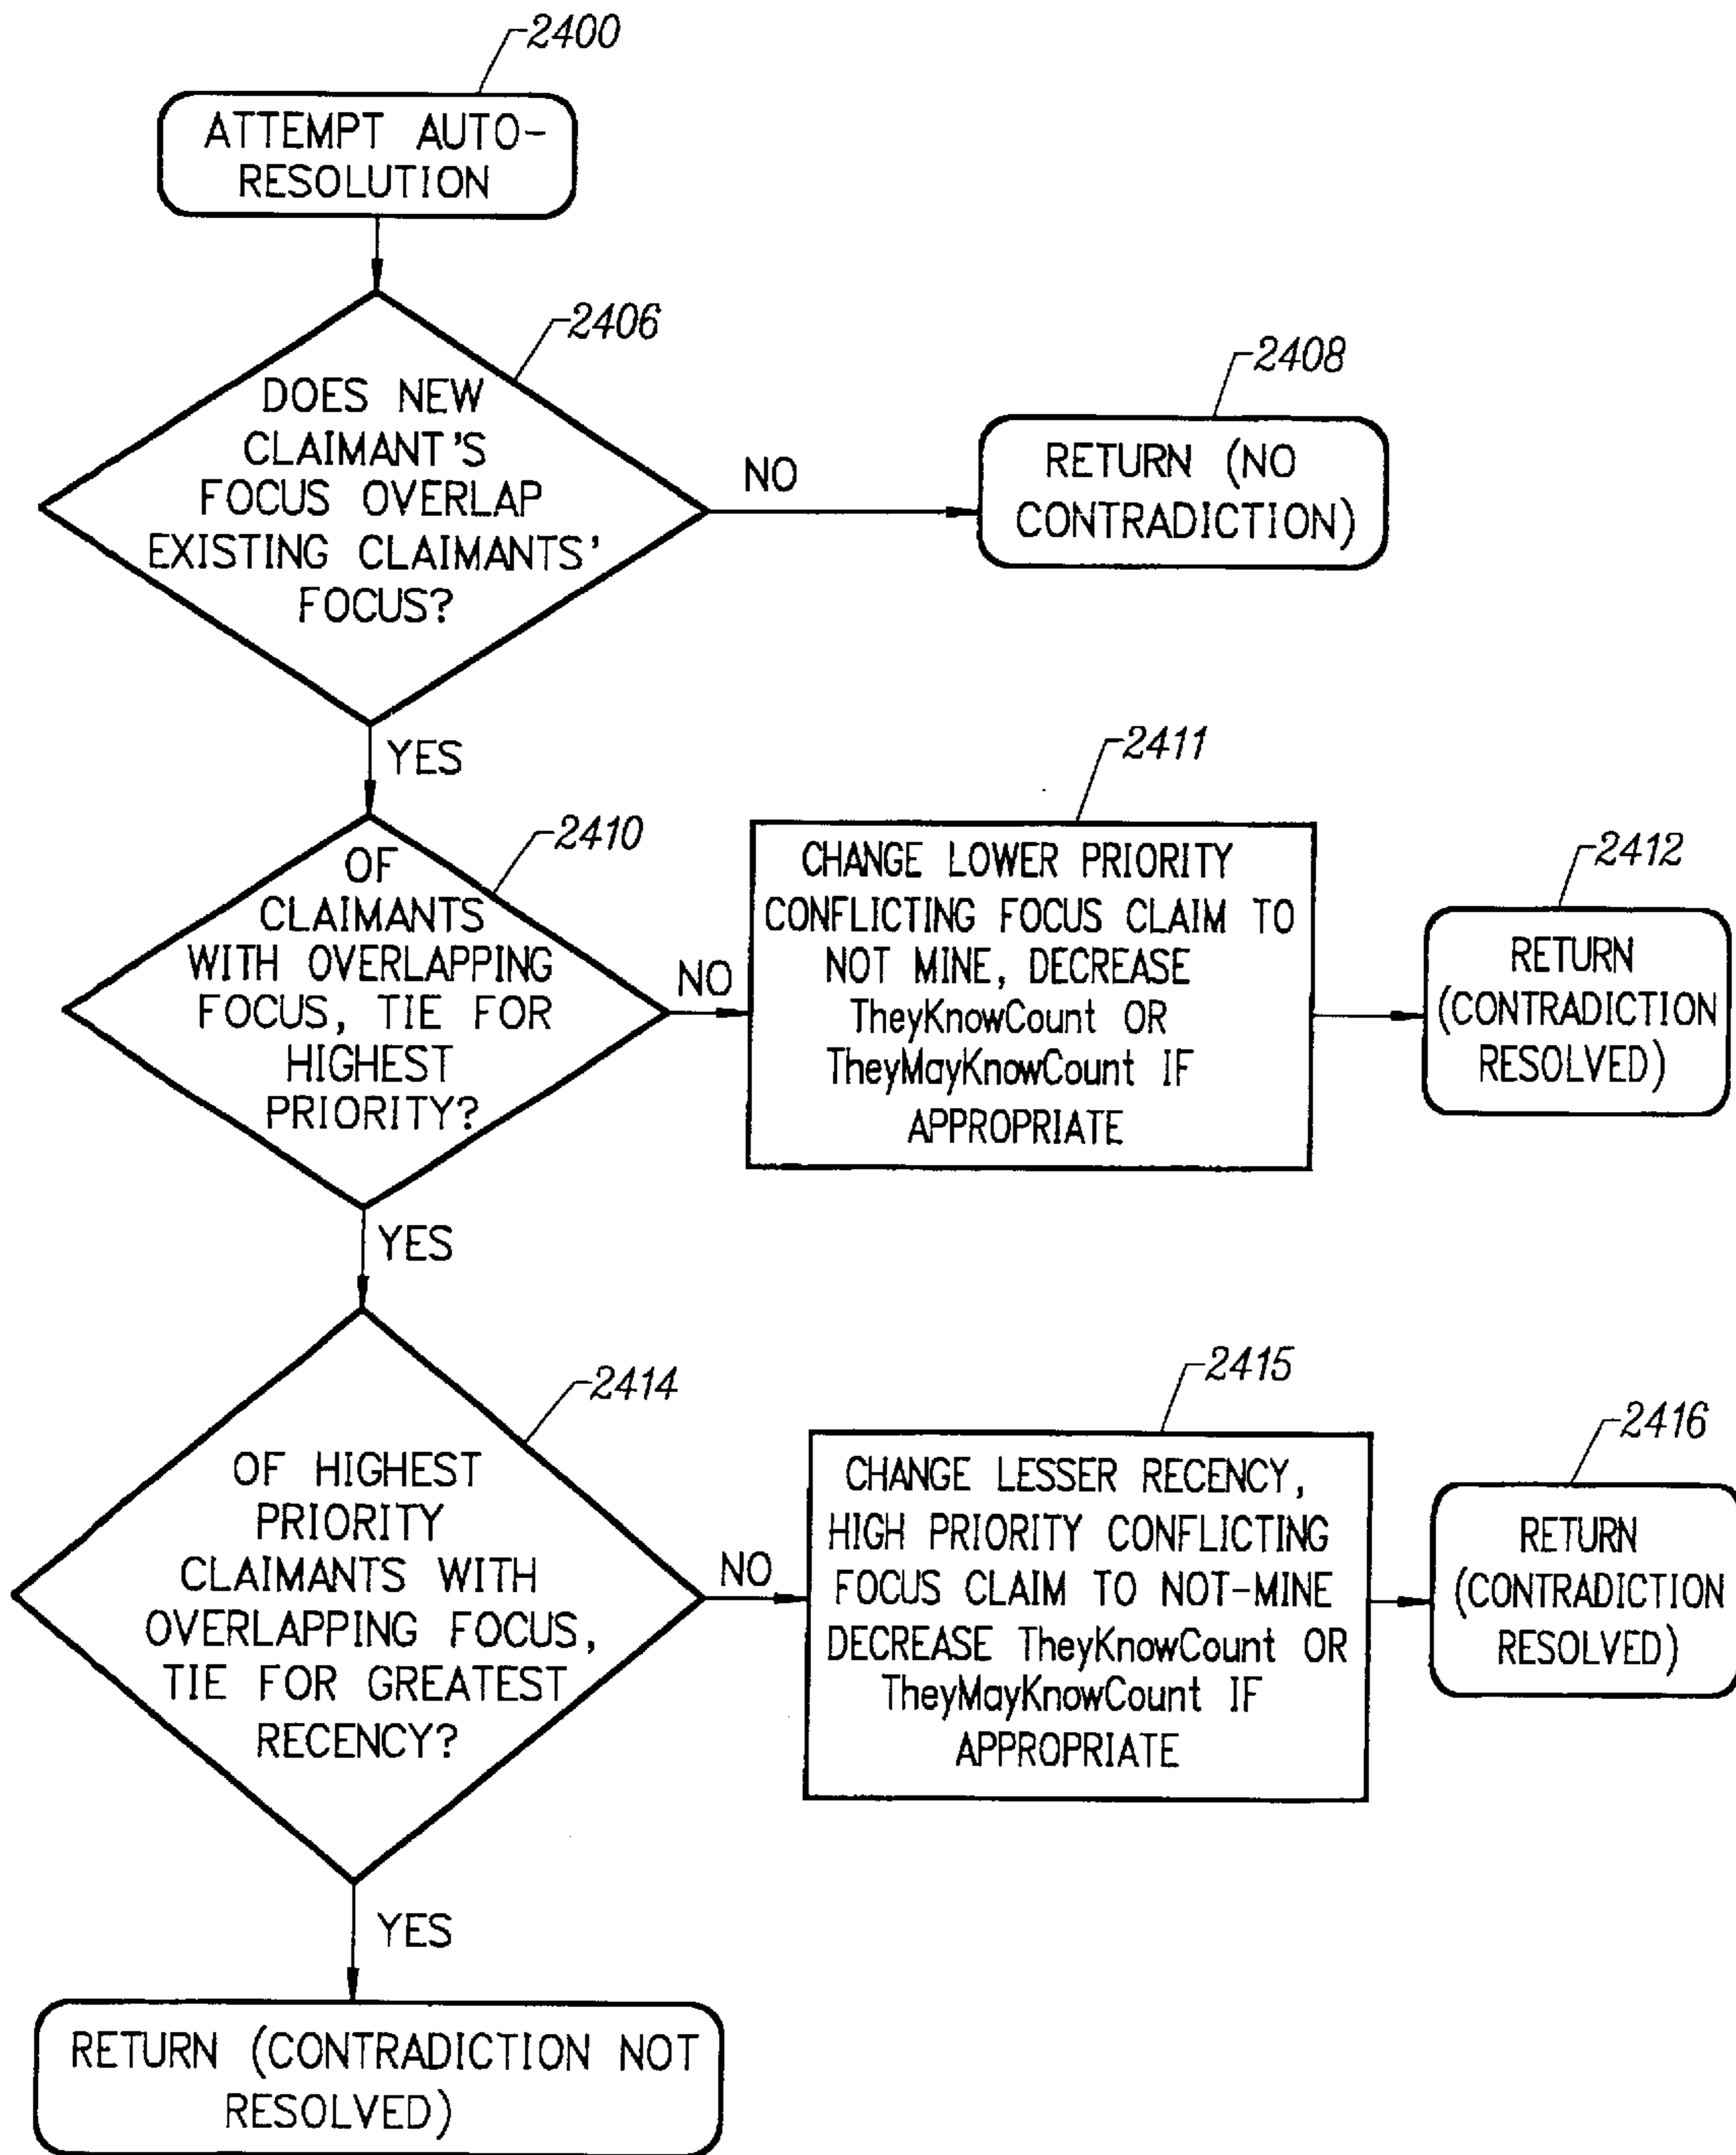 2400
ATTEMPT AUTO-
RESOLUTION
2406
DOES NEW
CLAIMANT'S
FOCUS OVERLAP
EXISTING CLAIMANTS'
FOCUS?
NO
2408
RETURN (NO
CONTRADICTION)
YES
2410
OF
CLAIMANTS
WITH OVERLAPPING
FOCUS, TIE FOR
HIGHEST
PRIORITY?
NO
2411
CHANGE LOWER PRIORITY
CONFLICTING FOCUS CLAIM TO
NOT MINE, DECREASE
TheyKnowCount OR
TheyMayKnowCount IF
APPROPRIATE
2412
RETURN
(CONTRADICTION
RESOLVED)
YES
2414
OF HIGHEST
PRIORITY
CLAIMANTS WITH
OVERLAPPING FOCUS,
TIE FOR GREATEST
RECENCY?
NO
2415
CHANGE LESSER RECENCY,
HIGH PRIORITY CONFLICTING
FOCUS CLAIM TO NOT-MINE
DECREASE TheyKnowCount OR
TheyMayKnowCount IF
APPROPRIATE
2416
RETURN
(CONTRADICTION
RESOLVED)
YES
RETURN (CONTRADICTION NOT
RESOLVED)